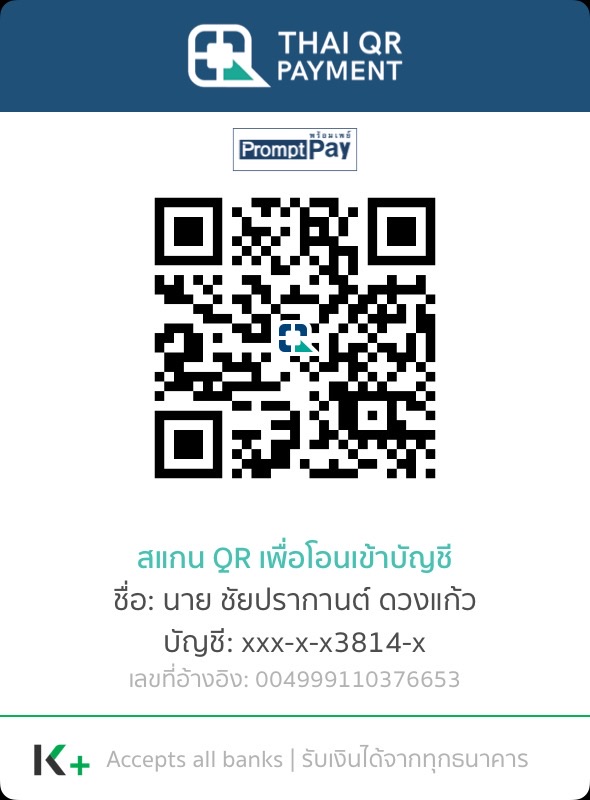 THAI QR
PAYMENT
พร้อมเพย์
PromptPay
สแกน QR เพื่อโอนเข้าบัญชี
ชื่อ: นาย ชัยปรากานต์ ดวงแก้ว
บัญชี: xxx-x-x3814-x
เลขที่อ้างอิง: 004999110376653
K+ Accepts all banks | รับเงินได้จากทุกธนาคาร